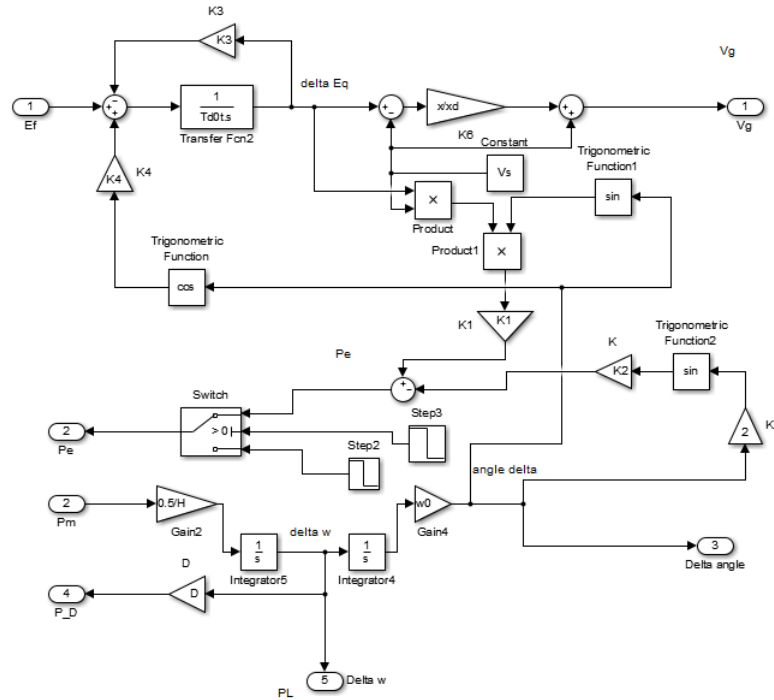 K3
K3
Vg
delta Eq
1
Ef
− + +
1
Td0t.s
Transfer Fcn2
+ −
x/xd
+ +
1
Vg
K6
Constant
Vs
K4
K4
Trigonometric
Function1
sin
×
Product
Product1
×
Trigonometric
Function
cos
K1
K1
Pe
+ −
K
K2
Trigonometric
Function2
sin
2
K
Switch
> 0
2
Pe
Step3
Step2
angle delta
2
Pm
0.5/H
Gain2
1
s
Integrator5
delta w
1
s
Integrator4
w0
Gain4
3
Delta angle
D
D
4
P_D
5
Delta w
PL